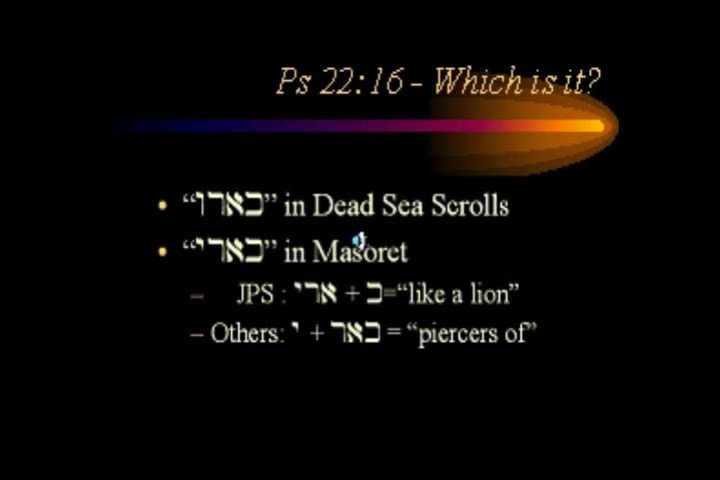 Ps 22:16 - Which is it?
• “כארו” in Dead Sea Scrolls
• “כארי” in Masoret
– JPS : ארי + כ=“like a lion”
– Others: י + כאר = “piercers of”